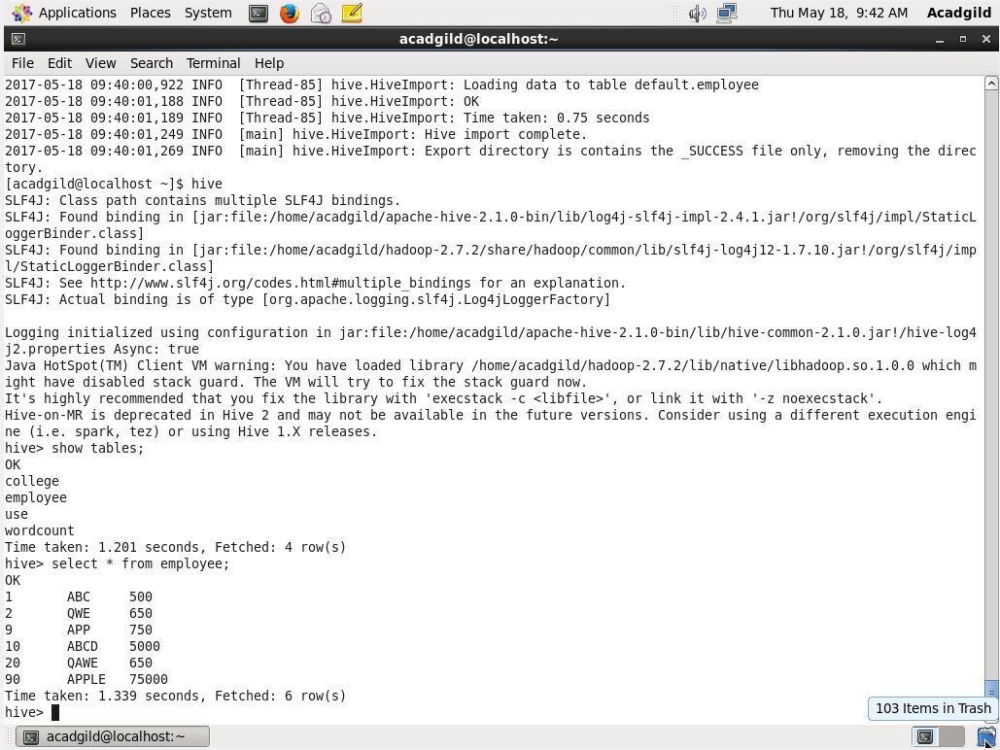 Applications Places System Thu May 18, 9:42 AM Acadgild
acadgild@localhost:~
File Edit View Search Terminal Help
2017-05-18 09:40:00,922 INFO  [Thread-85] hive.HiveImport: Loading data to table default.employee
2017-05-18 09:40:01,188 INFO  [Thread-85] hive.HiveImport: OK
2017-05-18 09:40:01,189 INFO  [Thread-85] hive.HiveImport: Time taken: 0.75 seconds
2017-05-18 09:40:01,249 INFO  [main] hive.HiveImport: Hive import complete.
2017-05-18 09:40:01,269 INFO  [main] hive.HiveImport: Export directory is contains the _SUCCESS file only, removing the direc
tory.
[acadgild@localhost ~]$ hive
SLF4J: Class path contains multiple SLF4J bindings.
SLF4J: Found binding in [jar:file:/home/acadgild/apache-hive-2.1.0-bin/lib/log4j-slf4j-impl-2.4.1.jar!/org/slf4j/impl/StaticL
oggerBinder.class]
SLF4J: Found binding in [jar:file:/home/acadgild/hadoop-2.7.2/share/hadoop/common/lib/slf4j-log4j12-1.7.10.jar!/org/slf4j/imp
l/StaticLoggerBinder.class]
SLF4J: See http://www.slf4j.org/codes.html#multiple_bindings for an explanation.
SLF4J: Actual binding is of type [org.apache.logging.slf4j.Log4jLoggerFactory]
Logging initialized using configuration in jar:file:/home/acadgild/apache-hive-2.1.0-bin/lib/hive-common-2.1.0.jar!/hive-log4
j2.properties Async: true
Java HotSpot(TM) Client VM warning: You have loaded library /home/acadgild/hadoop-2.7.2/lib/native/libhadoop.so.1.0.0 which m
ight have disabled stack guard. The VM will try to fix the stack guard now.
It's highly recommended that you fix the library with 'execstack -c <libfile>', or link it with '-z noexecstack'.
Hive-on-MR is deprecated in Hive 2 and may not be available in the future versions. Consider using a different execution engi
ne (i.e. spark, tez) or using Hive 1.X releases.
hive> show tables;
OK
college
employee
use
wordcount
Time taken: 1.201 seconds, Fetched: 4 row(s)
hive> select * from employee;
OK
1 ABC 500
2 QWE 650
9 APP 750
10 ABCD 5000
20 QAWE 650
90 APPLE 75000
Time taken: 1.339 seconds, Fetched: 6 row(s)
hive>
103 Items in Trash
acadgild@localhost:~